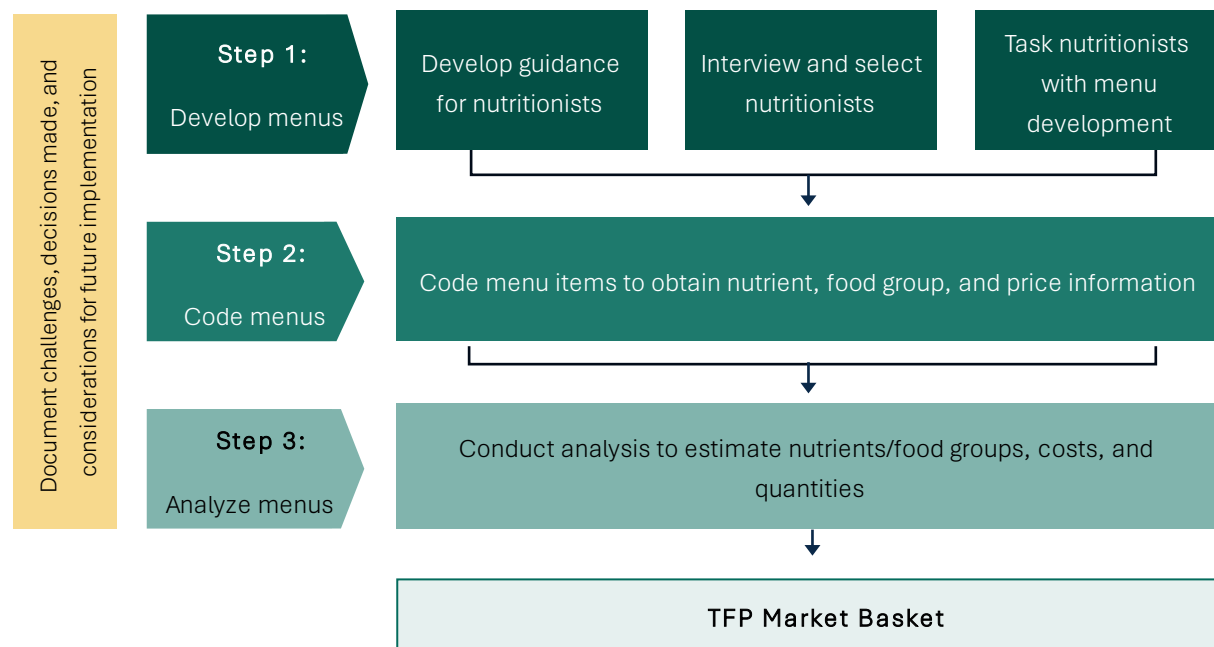 Document challenges, decisions made, and
considerations for future implementation
Step 1:
Develop menus
Develop guidance
for nutritionists
Interview and select
nutritionists
Task nutritionists
with menu
development
Step 2:
Code menus
Code menu items to obtain nutrient, food group, and price information
Step 3:
Analyze menus
Conduct analysis to estimate nutrients/food groups, costs, and
quantities
TFP Market Basket